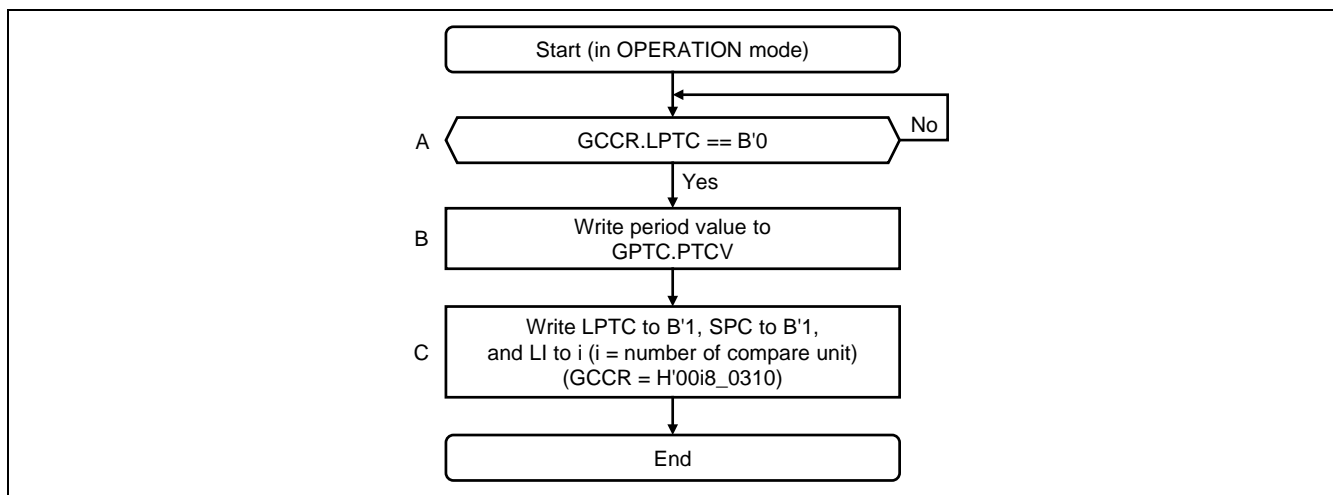 Start (in OPERATION mode)
No
A
GCCR.LPTC == B'0
Yes
B
Write period value to
GPTC.PTCV
C
Write LPTC to B'1, SPC to B'1,
and LI to i (i = number of compare unit)
(GCCR = H'00i8_0310)
End